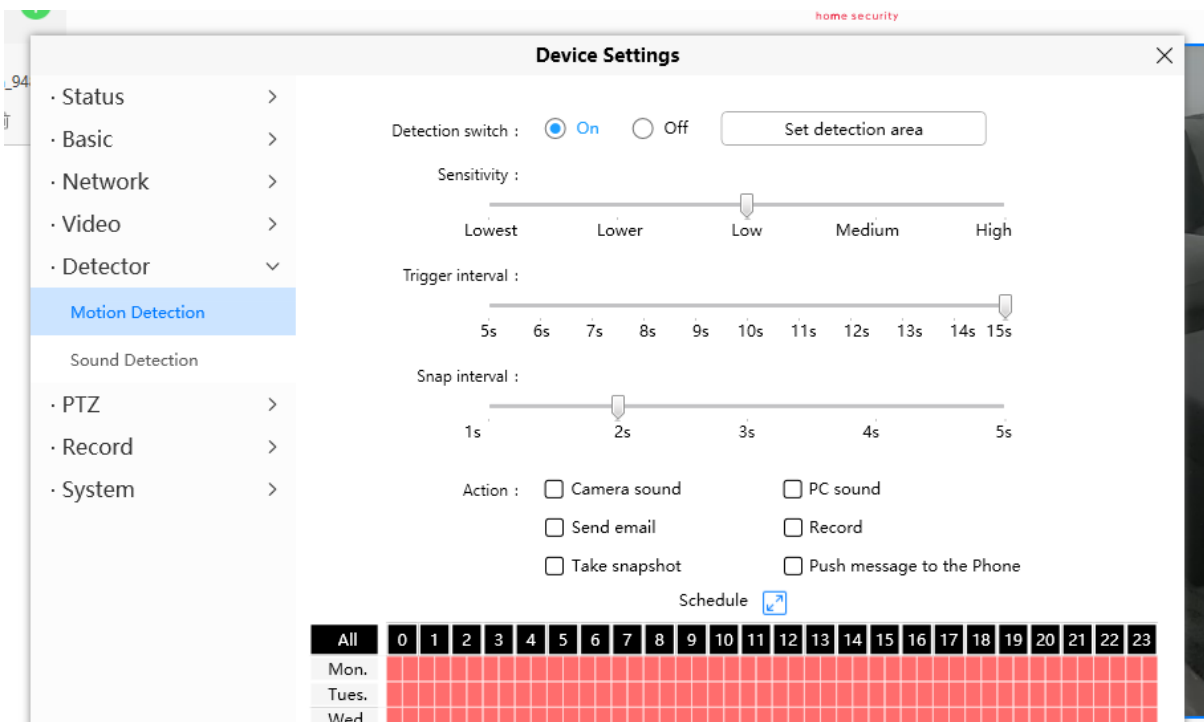 home security
Device Settings
_94
· Status
· Basic
· Network
· Video
· Detector
Motion Detection
Sound Detection
· PTZ
· Record
· System
Detection switch : On Off Set detection area
Sensitivity :
Lowest Lower Low Medium High
Trigger interval :
5s 6s 7s 8s 9s 10s 11s 12s 13s 14s 15s
Snap interval :
1s 2s 3s 4s 5s
Action : Camera sound PC sound
Send email Record
Take snapshot Push message to the Phone
Schedule
All 0 1 2 3 4 5 6 7 8 9 10 11 12 13 14 15 16 17 18 19 20 21 22 23
Mon.
Tues.
Wed